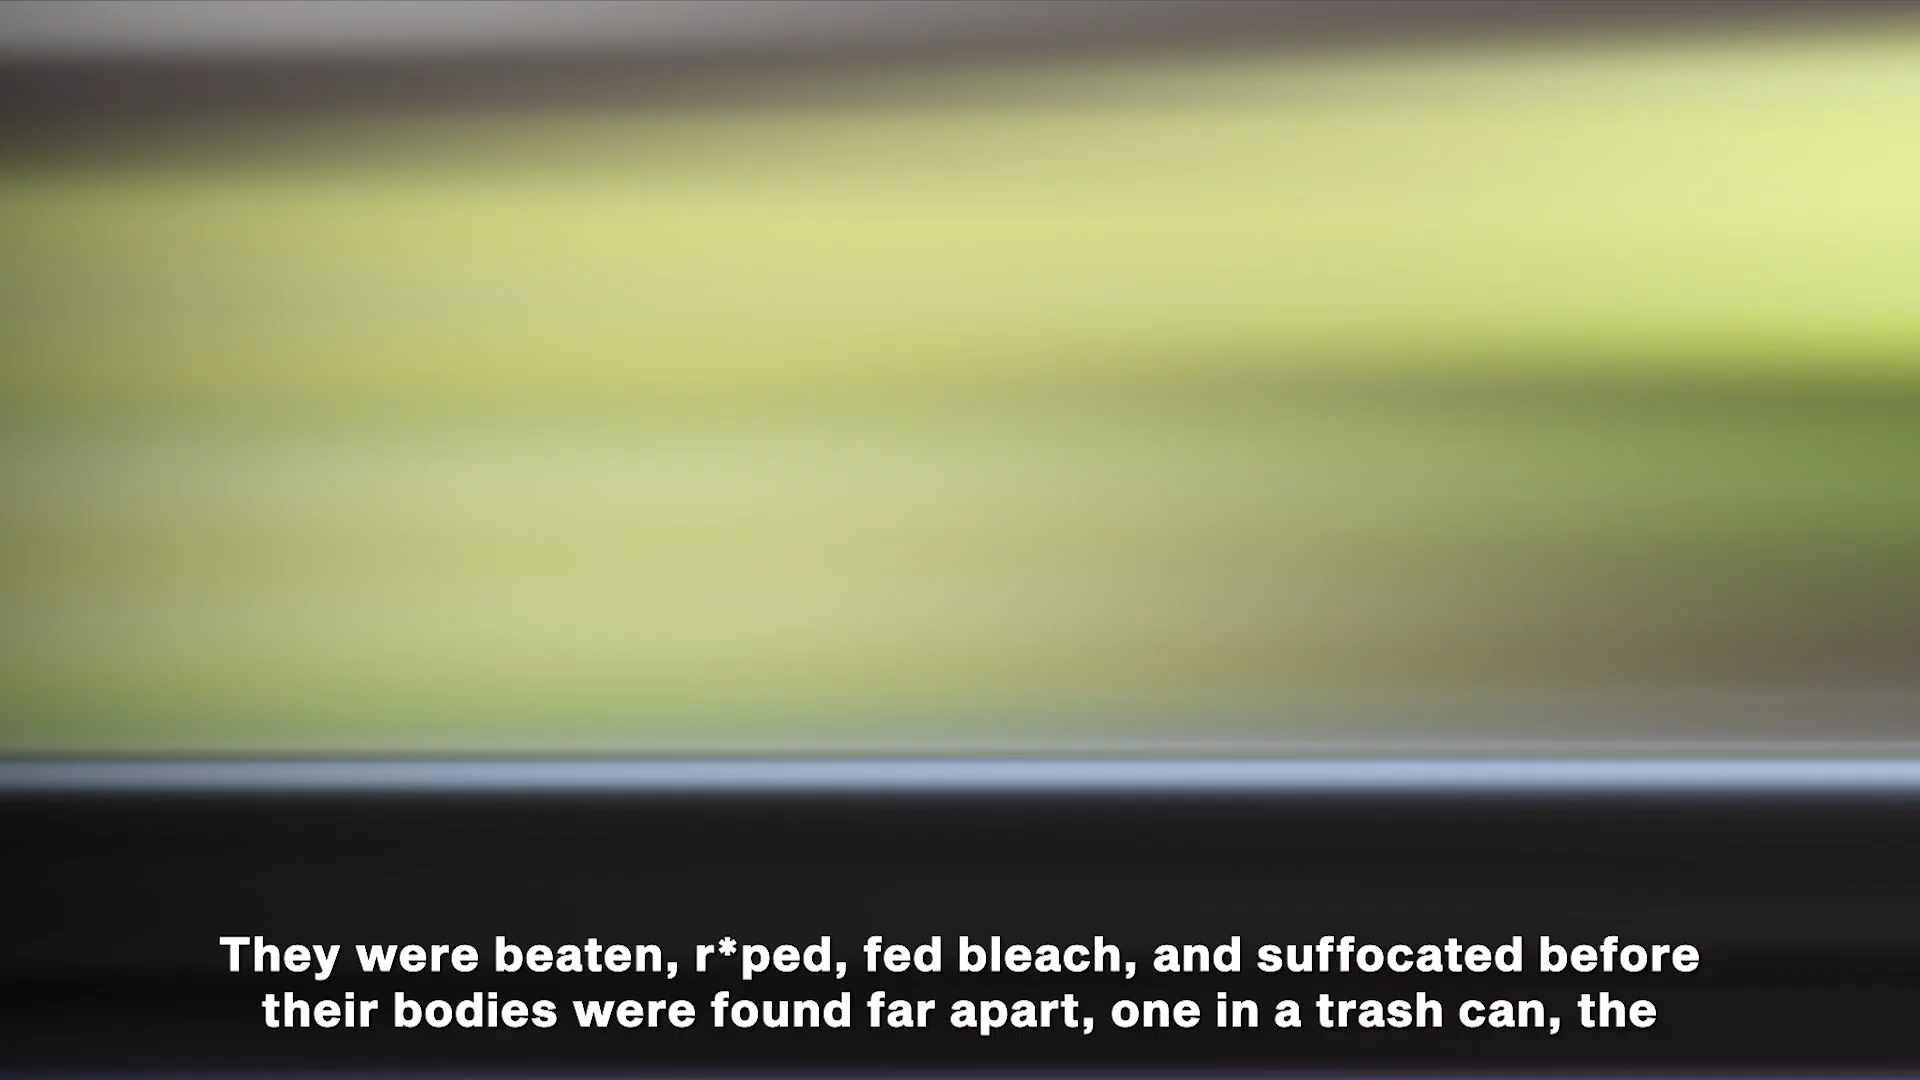 They were beaten, r*ped, fed bleach, and suffocated before
their bodies were found far apart, one in a trash can, the